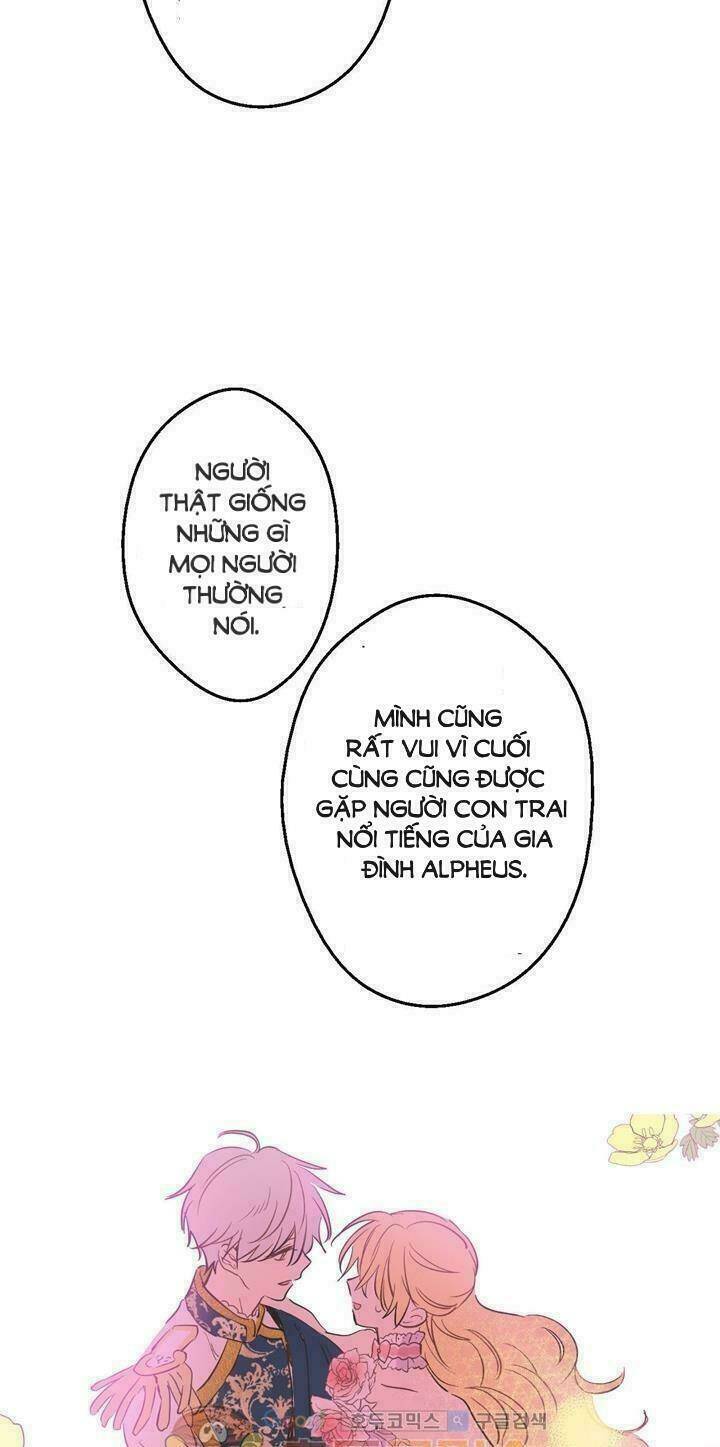 NGƯỜI
THẬT GIỐNG
NHỮNG GÌ
MỌI NGƯỜI
THƯỜNG
NÓI.
MÌNH CŨNG
RẤT VUI VÌ CUỐI
CÙNG CŨNG ĐƯỢC
GẶP NGƯỜI CON TRAI
NỔI TIẾNG CỦA GIA
ĐÌNH ALPHEUS.
호두코믹스 구글검색